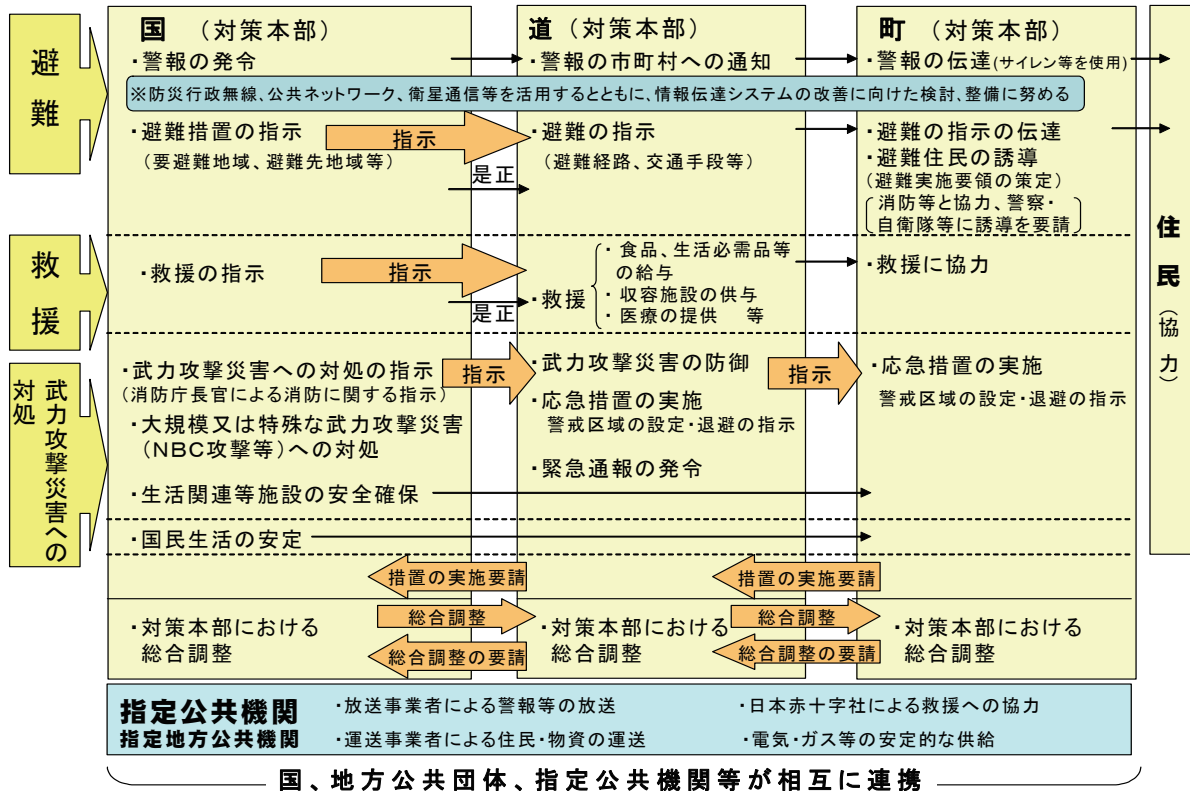 避難
国（対策本部）
・警報の発令
道（対策本部）
・警報の市町村への通知
町（対策本部）
・警報の伝達(サイレン等を使用)
※防災行政無線、公共ネットワーク、衛星通信等を活用するとともに、情報伝達システムの改善に向けた検討、整備に努める
・避難措置の指示
（要避難地域、避難先地域等）
指示
是正
・避難の指示
（避難経路、交通手段等）
・避難の指示の伝達
・避難住民の誘導
（避難実施要領の策定）
消防等と協力、警察・
自衛隊等に誘導を要請
住民（協力）
救援
・救援の指示
指示
是正
・救援
・食品、生活必需品等
の給与
・収容施設の供与
・医療の提供　等
・救援に協力
武力攻撃災害への
対処
・武力攻撃災害への対処の指示
（消防庁長官による消防に関する指示）
・大規模又は特殊な武力攻撃災害
（NBC攻撃等）への対処
・生活関連等施設の安全確保
指示
・武力攻撃災害の防御
・応急措置の実施
警戒区域の設定・退避の指示
・緊急通報の発令
指示
・応急措置の実施
警戒区域の設定・退避の指示
・国民生活の安定
措置の実施要請
措置の実施要請
・対策本部における
総合調整
総合調整
総合調整の要請
・対策本部における
総合調整
総合調整
総合調整の要請
・対策本部における
総合調整
指定公共機関
指定地方公共機関
・放送事業者による警報等の放送
・日本赤十字社による救援への協力
・運送事業者による住民・物資の運送
・電気・ガス等の安定的な供給
国、地方公共団体、指定公共機関等が相互に連携